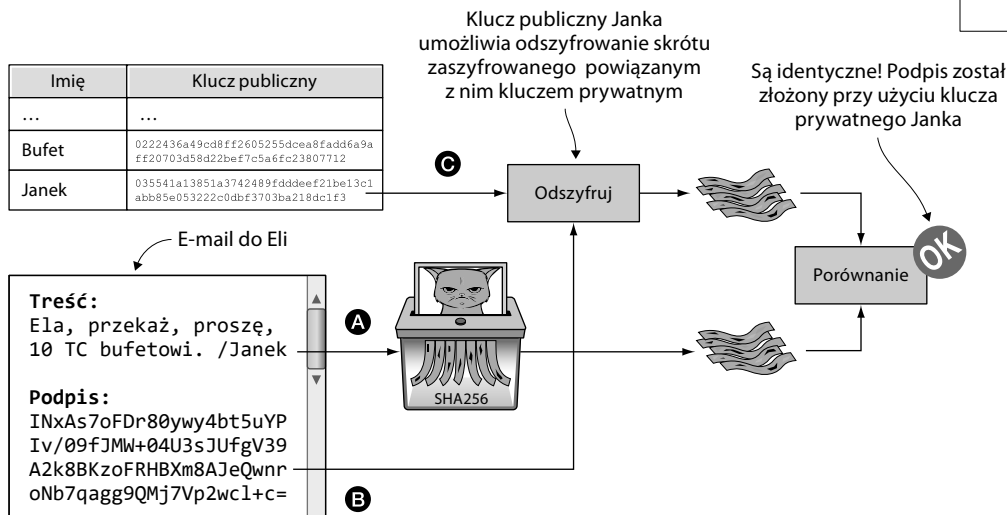 Klucz publiczny Janka
umożliwia odszyfrowanie skrótu
zaszyfrowanego powiązanym
z nim kluczem prywatnym
Są identyczne! Podpis został
złożony przy użyciu klucza
prywatnego Janka
Imię Klucz publiczny
... ...
Bufet 0222436a49cd8ff2605255dcea8fadd6a9a
ff20703d58d22bef7c5a6fc23807712
Janek 035541a13851a3742489fdddeef21be13c1
abb85e053222c0dbf3703ba218dc1f3
C
Odszyfruj
OK
Porównanie
E-mail do Eli
Treść:
Ela, przekaż, proszę,
10 TC bufetowi. /Janek
A
SHA256
Podpis:
INxAs7oFDr80ywy4bt5uYP
Iv/09fJMW+04U3sJUfgV39
A2k8BKzoFRHBXm8AJeQwnr
oNb7qagg9QMj7Vp2wcl+c=
B